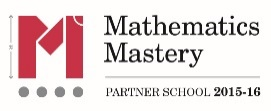 Mathematics
Mastery
PARTNER SCHOOL 2015-16